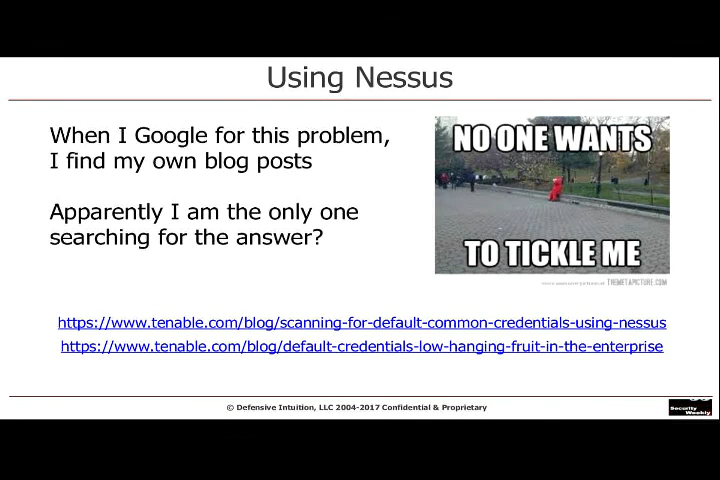 Using Nessus
When I Google for this problem,
I find my own blog posts
Apparently I am the only one
searching for the answer?
NO ONE WANTS
TO TICKLE ME
THEMETAPICTURE.COM
https://www.tenable.com/blog/scanning-for-default-common-credentials-using-nessus
https://www.tenable.com/blog/default-credentials-low-hanging-fruit-in-the-enterprise
© Defensive Intuition, LLC 2004-2017 Confidential & Proprietary
Security
Weekly